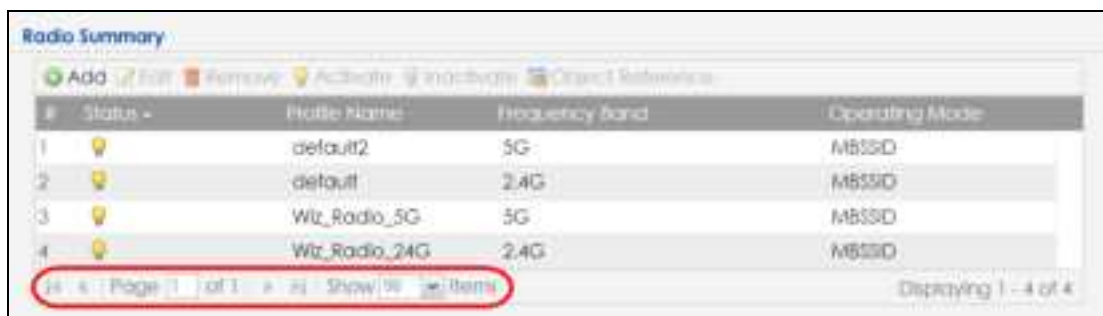 Radio Summary
Add Edit Remove Activate Inactivate Object Reference
# Status Profile Name Frequency Band Operating Mode
1 default2 5G MBSSID
2 default 2.4G MBSSID
3 Wiz_Radio_5G 5G MBSSID
4 Wiz_Radio_24G 2.4G MBSSID
Page 1 of 1 Show Items Displaying 1 - 4 of 4